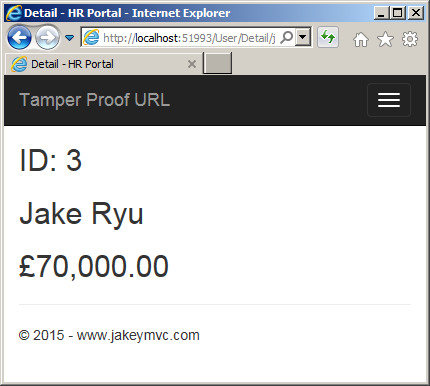 Detail - HR Portal - Internet Explorer
http://localhost:51993/User/Detail/j
Detail - HR Portal
Tamper Proof URL
ID: 3
Jake Ryu
£70,000.00
© 2015 - www.jakeymvc.com